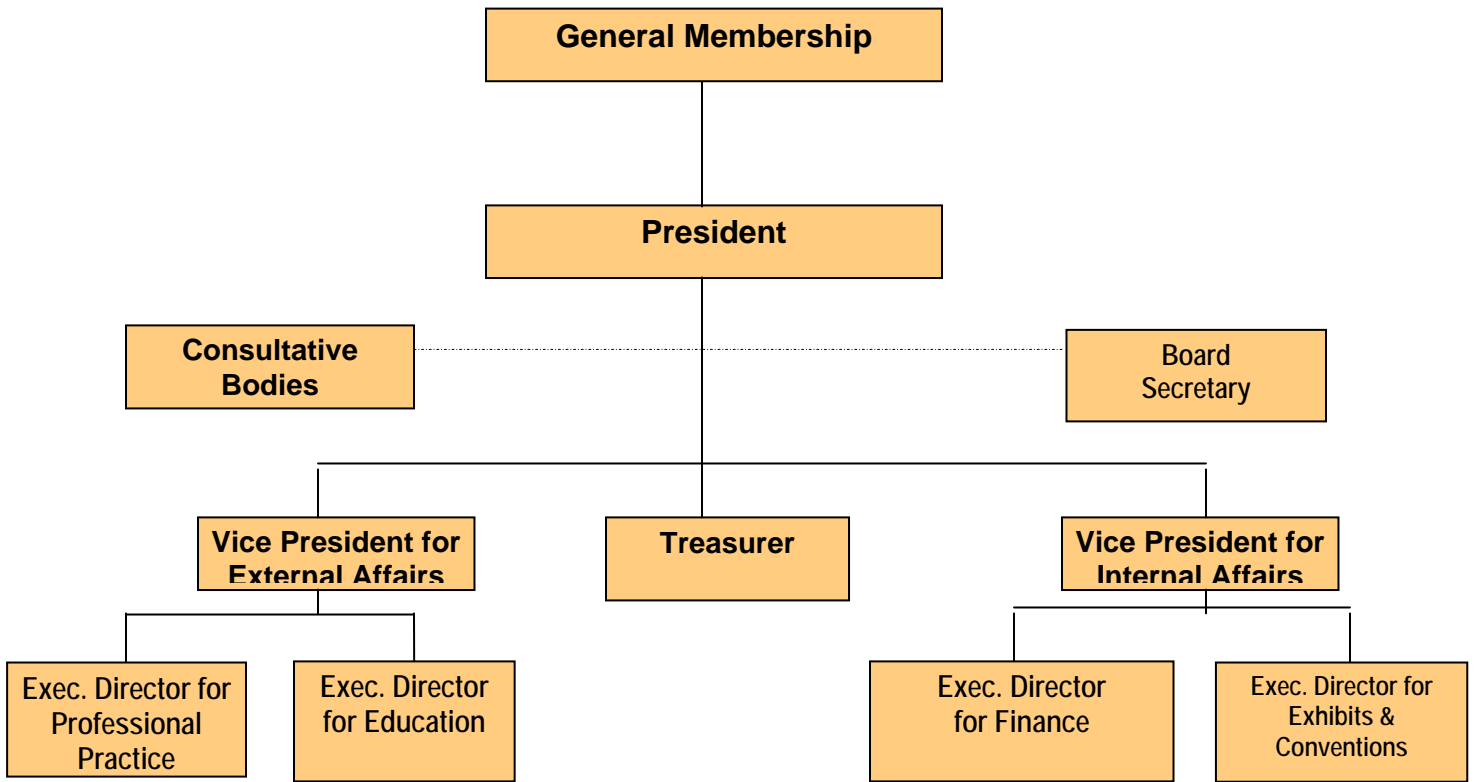 General Membership
President
Consultative
Bodies
Board
Secretary
Vice President for
External Affairs
Treasurer
Vice President for
Internal Affairs
Exec. Director for
Professional
Practice
Exec. Director
for Education
Exec. Director
for Finance
Exec. Director for
Exhibits &
Conventions